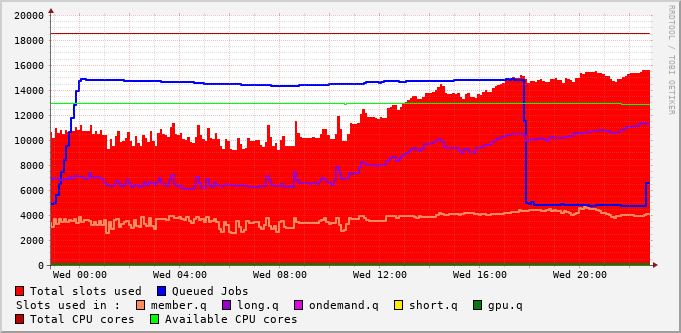 RRDTOOL / TOBI OETIKER
20000
18000
16000
14000
12000
10000
8000
6000
4000
2000
0
Wed 00:00 Wed 04:00 Wed 08:00 Wed 12:00 Wed 16:00 Wed 20:00
Total slots used Queued Jobs
Slots used in : member.q long.q ondemand.q short.q gpu.q
Total CPU cores Available CPU cores